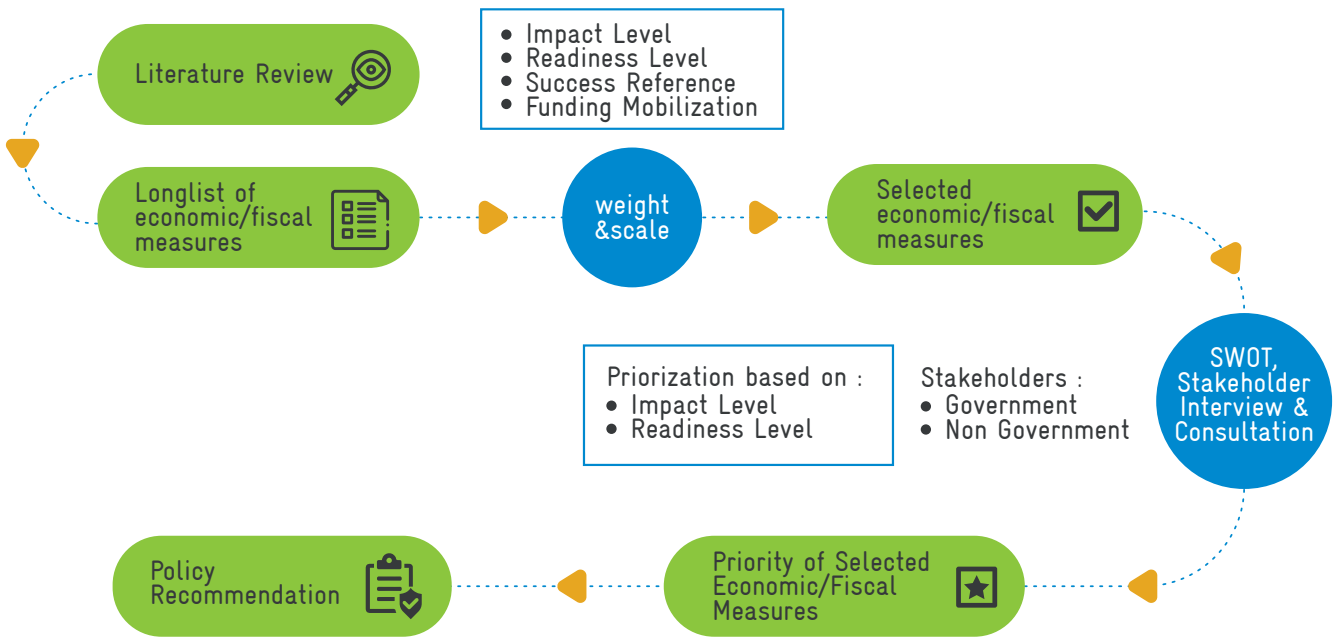 Literature Review
• Impact Level
• Readiness Level
• Success Reference
• Funding Mobilization
Longlist of
economic/fiscal
measures
weight
&scale
Selected
economic/fiscal
measures
SWOT,
Stakeholder
Interview &
Consultation
Priorization based on :
• Impact Level
• Readiness Level
Stakeholders :
• Government
• Non Government
Priority of Selected
Economic/Fiscal
Measures
Policy
Recommendation